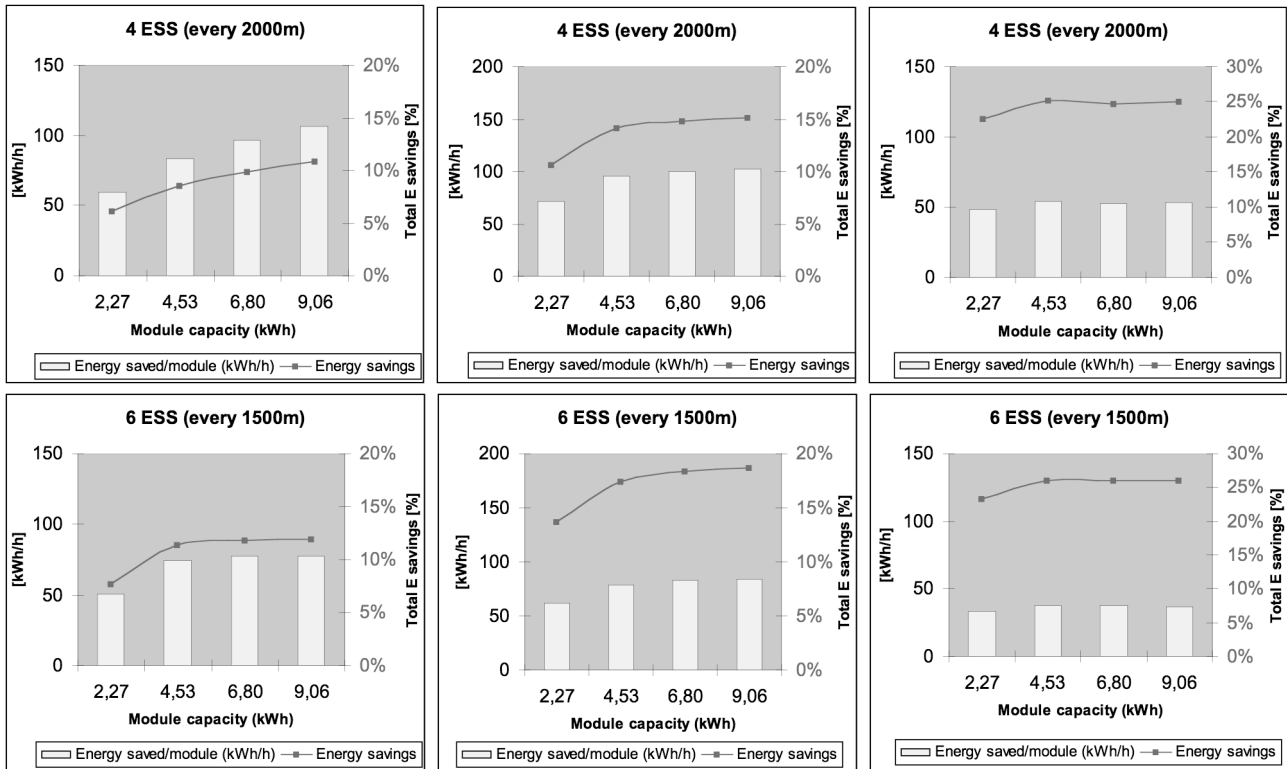 4 ESS (every 2000m)
150
100
50
0
[kWh/h]
20%
15%
10%
5%
0%
Total E savings [%]
2,27 4,53 6,80 9,06
Module capacity (kWh)
Energy saved/module (kWh/h) Energy savings
4 ESS (every 2000m)
200
150
100
50
0
[kWh/h]
20%
15%
10%
5%
0%
Total E savings [%]
2,27 4,53 6,80 9,06
Module capacity (kWh)
Energy saved/module (kWh/h) Energy savings
4 ESS (every 2000m)
150
100
50
0
[kWh/h]
30%
25%
20%
15%
10%
5%
0%
Total E savings [%]
2,27 4,53 6,80 9,06
Module capacity (kWh)
Energy saved/module (kWh/h) Energy savings
6 ESS (every 1500m)
150
100
50
0
[kWh/h]
20%
15%
10%
5%
0%
Total E savings [%]
2,27 4,53 6,80 9,06
Module capacity (kWh)
Energy saved/module (kWh/h) Energy savings
6 ESS (every 1500m)
200
150
100
50
0
[kWh/h]
20%
15%
10%
5%
0%
Total E savings [%]
2,27 4,53 6,80 9,06
Module capacity (kWh)
Energy saved/module (kWh/h) Energy savings
6 ESS (every 1500m)
150
100
50
0
[kWh/h]
30%
25%
20%
15%
10%
5%
0%
Total E savings [%]
2,27 4,53 6,80 9,06
Module capacity (kWh)
Energy saved/module (kWh/h) Energy savings